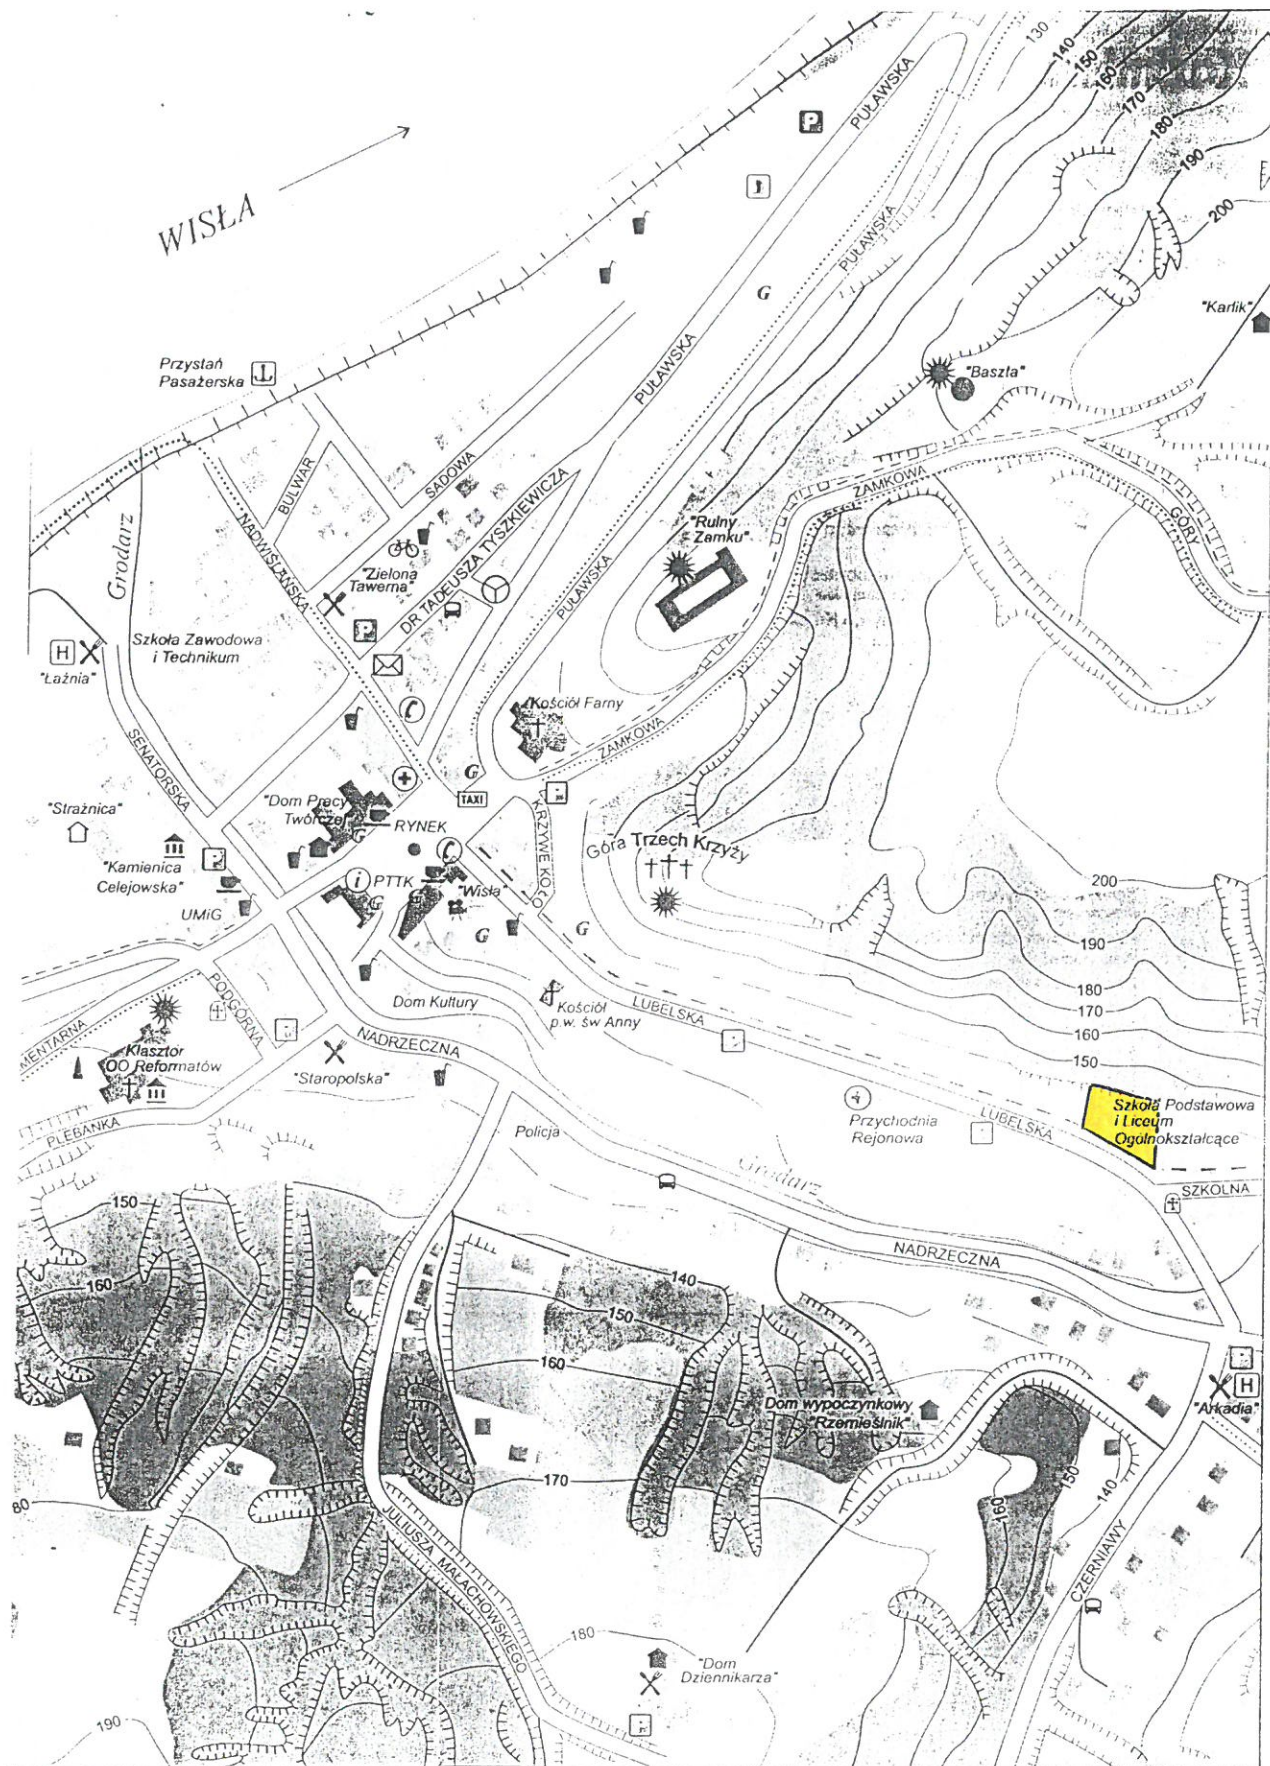 WISŁA
PUŁAWSKA
P
130
140
150
160
170
180
190
200
PUŁAWSKA
G
"Karlik"
Przystań
Pasażerska
"Baszta"
PUŁAWSKA
BULWAR
SADOWA
NADWIŚLAŃSKA
Grodarz
"Zielona
Tawerna"
DR TADEUSZA TYSZKIEWICZA
PUŁAWSKA
"Ruiny
Zamku"
ZAMKOWA
GÓRY
P
Szkoła Zawodowa
i Technikum
H
"Łaźnia"
Kościół Farny
ZAMKOWA
SENATORSKA
G
TAXI
"Strażnica"
"Dom Pracy
Twórczej
G
RYNEK
KRZYWE KOŁO
Góra Trzech Krzyży
"Kamienica
Celejowska"
i
PTTK
"Wisła"
G
G
UMiG
G
G
200
190
180
170
160
150
PODGÓRNA
Dom Kultury
Kościół
p.w. św Anny
LUBELSKA
MENTARNA
Klasztor
OO Reformatów
NADRZECZNA
"Staropolska"
PLEBANKA
Policja
Przychodnia
Rejonowa
LUBELSKA
Szkoła Podstawowa
i Liceum
Ogólnokształcące
Grodarz
SZKOLNA
NADRZECZNA
150
160
140
150
160
170
Dom wypoczynkowy
"Rzemieślnik"
H
"Arkadia"
150
140
160
80
JULIUSZA MAŁACHOWSKIEGO
CZERNIAWY
180
"Dom
Dziennikarza"
190